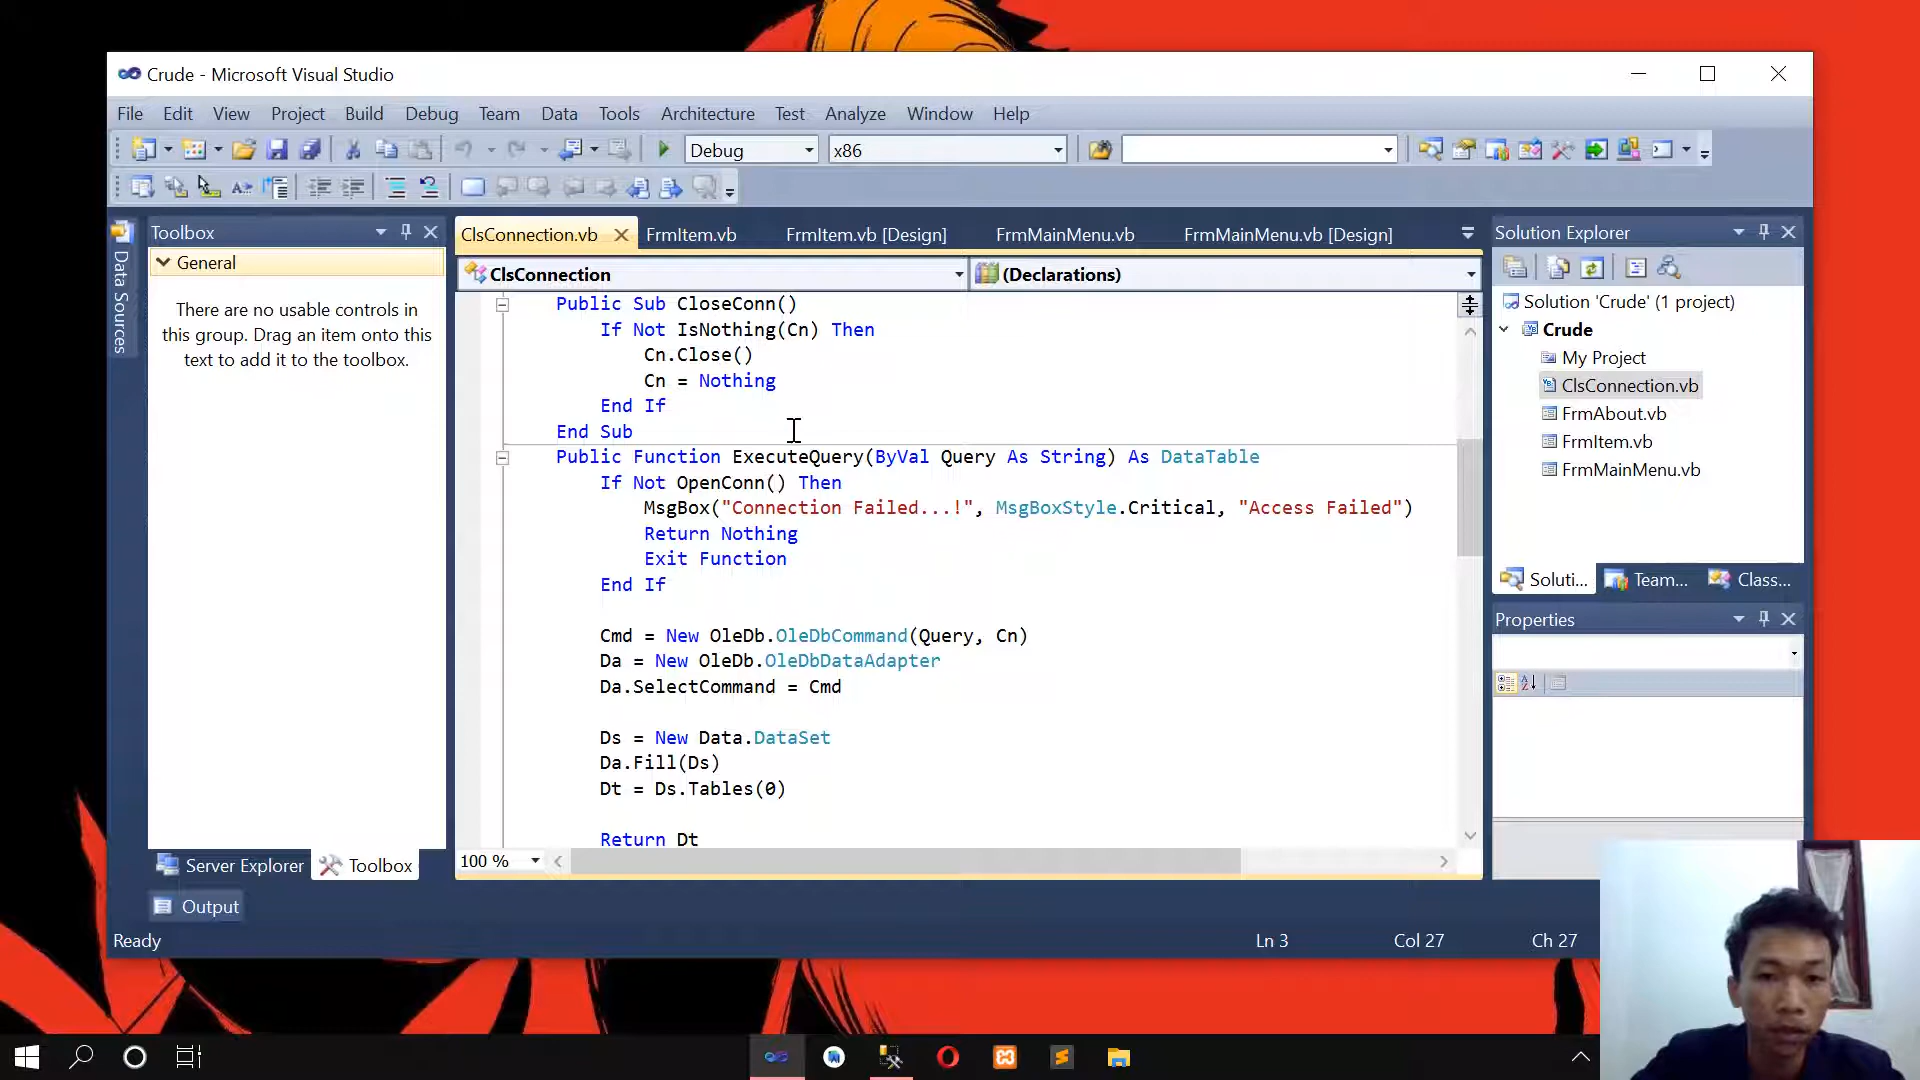 Crude - Microsoft Visual Studio
File Edit View Project Build Debug Team Data Tools Architecture Test Analyze Window Help
Debug x86
Data Sources
Toolbox
General
There are no usable controls in
this group. Drag an item onto this
text to add it to the toolbox.
Server Explorer Toolbox
Output
ClsConnection.vb FrmItem.vb FrmItem.vb [Design] FrmMainMenu.vb FrmMainMenu.vb [Design]
ClsConnection (Declarations)
Public Sub CloseConn()
If Not IsNothing(Cn) Then
Cn.Close()
Cn = Nothing
End If
End Sub
Public Function ExecuteQuery(ByVal Query As String) As DataTable
If Not OpenConn() Then
MsgBox("Connection Failed...!", MsgBoxStyle.Critical, "Access Failed")
Return Nothing
Exit Function
End If
Cmd = New OleDb.OleDbCommand(Query, Cn)
Da = New OleDb.OleDbDataAdapter
Da.SelectCommand = Cmd
Ds = New Data.DataSet
Da.Fill(Ds)
Dt = Ds.Tables(0)
Return Dt
100 %
Solution Explorer
Solution 'Crude' (1 project)
Crude
My Project
ClsConnection.vb
FrmAbout.vb
FrmItem.vb
FrmMainMenu.vb
Soluti... Team... Class...
Properties
Ready Ln 3 Col 27 Ch 27